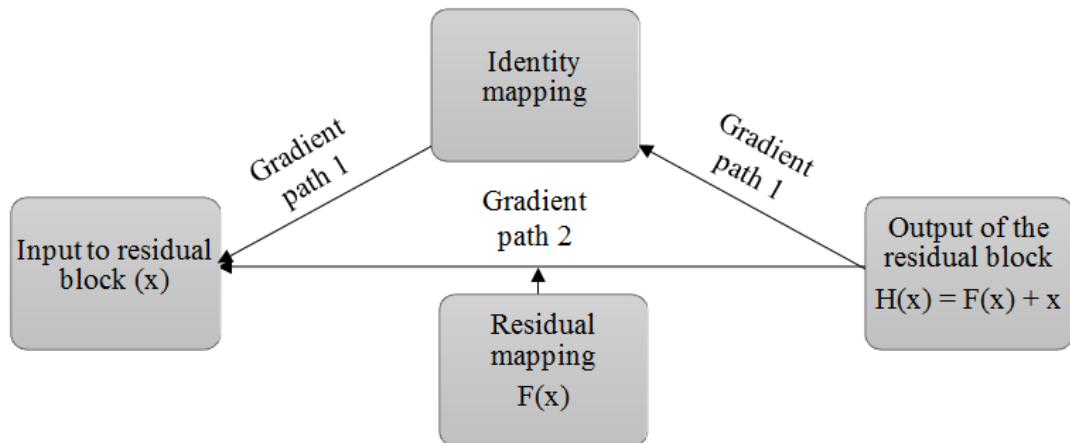 Identity
mapping
Gradient
path 1
Gradient
path 1
Gradient
path 2
Input to residual
block (x)
Output of the
residual block
H(x) = F(x) + x
Residual
mapping
F(x)